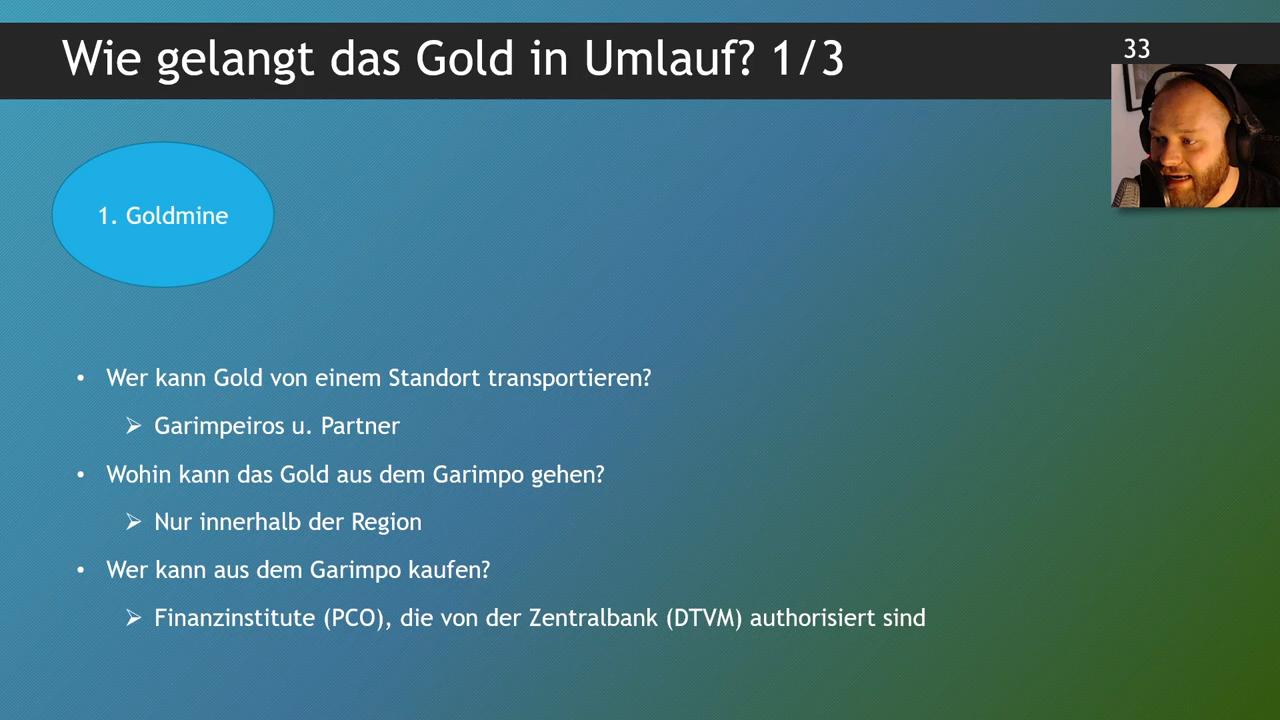 Wie gelangt das Gold in Umlauf? 1/3
33
1. Goldmine
• Wer kann Gold von einem Standort transportieren?
➢ Garimpeiros u. Partner
• Wohin kann das Gold aus dem Garimpo gehen?
➢ Nur innerhalb der Region
• Wer kann aus dem Garimpo kaufen?
➢ Finanzinstitute (PCO), die von der Zentralbank (DTVM) authorisiert sind